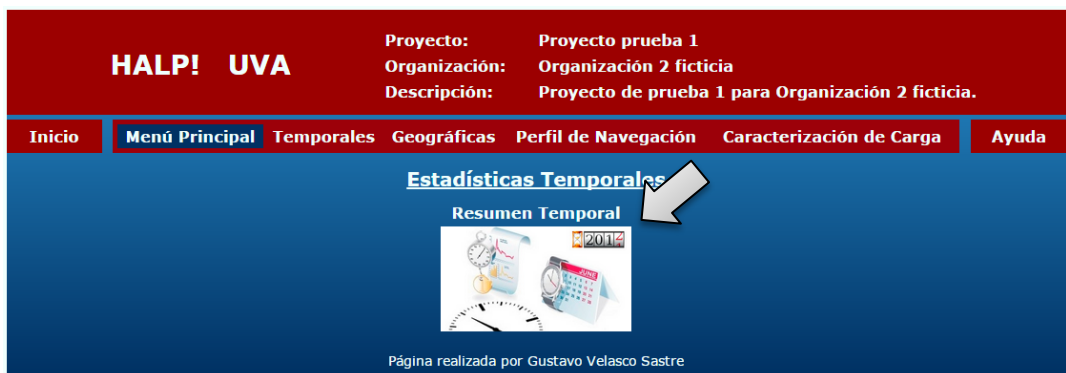 HALP! UVA
Proyecto: Proyecto prueba 1
Organización: Organización 2 ficticia
Descripción: Proyecto de prueba 1 para Organización 2 ficticia.
Inicio Menú Principal Temporales Geográficas Perfil de Navegación Caracterización de Carga Ayuda
Estadísticas Temporales
Resumen Temporal
JUNE
Página realizada por Gustavo Velasco Sastre